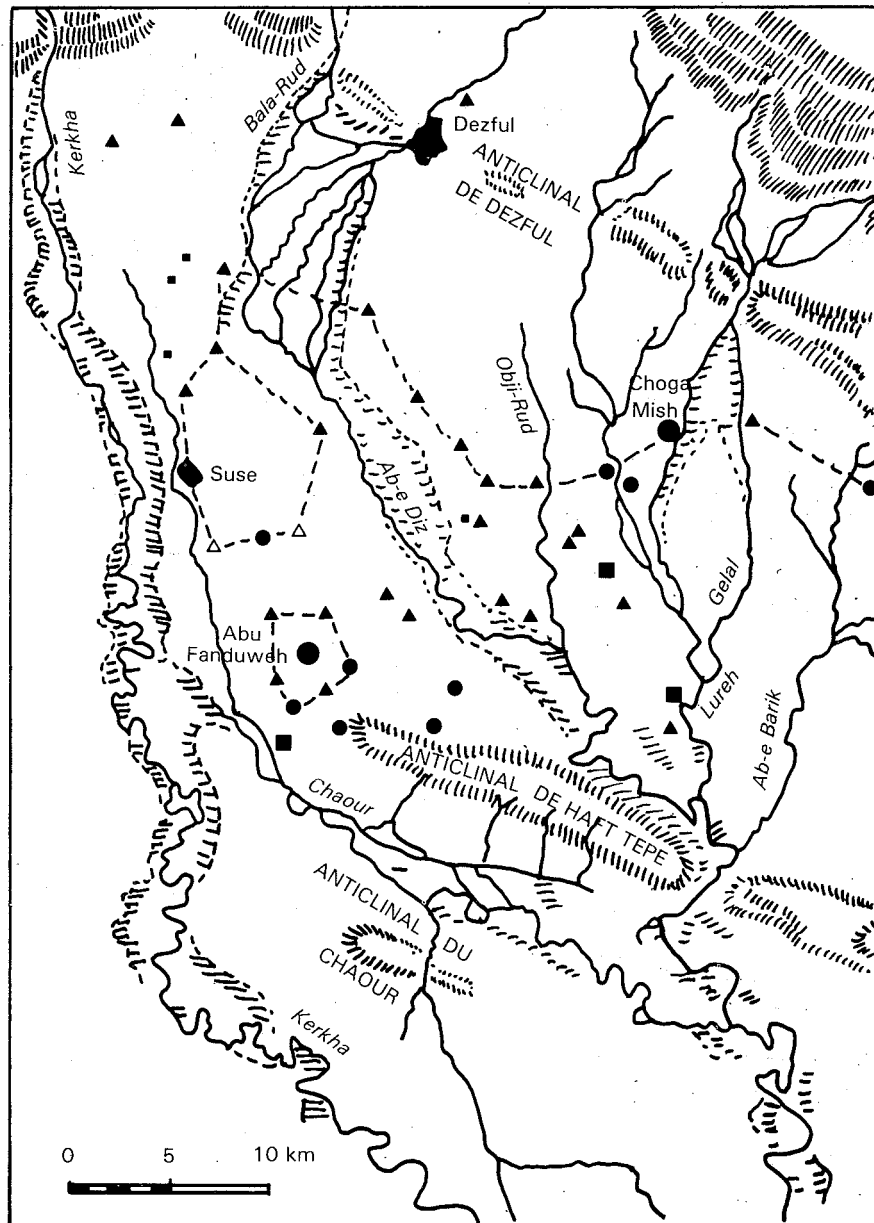 Kerkha
Bala-Rud
Dezful
ANTICLINAL
DE DEZFUL
Obji-Rud
Choga
Mish
Suse
Ab-e Diz
Gelal
Abu
Fanduweh
Lureh
Ab-e Barik
ANTICLINAL DE HAFT TEPE
Chaour
ANTICLINAL DU
CHAOUR
Kerkha
0 5 10 km